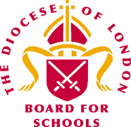 THE DIOCESE OF LONDON
BOARD FOR
SCHOOLS